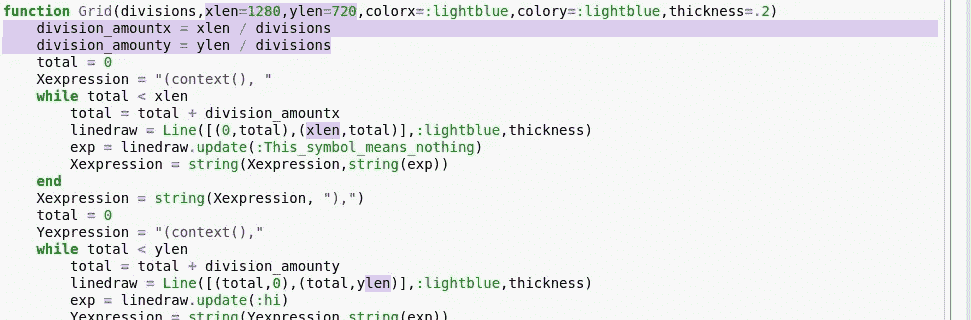 function Grid(divisions,xlen=1280,ylen=720,colorx=:lightblue,colory=:lightblue,thickness=.2)
division_amountx = xlen / divisions
division_amounty = ylen / divisions
total = 0
Xexpression = "(context(), "
while total < xlen
total = total + division_amountx
linedraw = Line([(0,total),(xlen,total)],:lightblue,thickness)
exp = linedraw.update(:This_symbol_means_nothing)
Xexpression = string(Xexpression,string(exp))
end
Xexpression = string(Xexpression, "),")
total = 0
Yexpression = "(context(),"
while total < ylen
total = total + division_amounty
linedraw = Line([(total,0),(total,ylen)],:lightblue,thickness)
exp = linedraw.update(:hi)
Yexpression = string(Yexpression,string(exp))